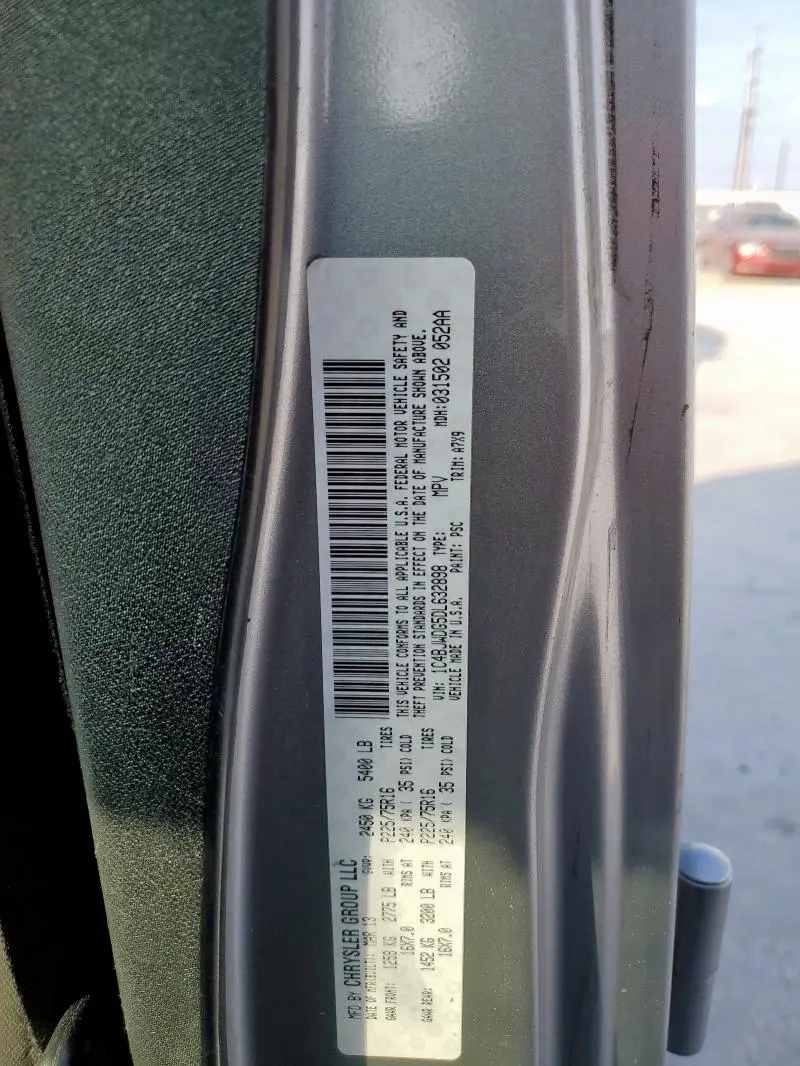 MFD BY CHRYSLER GROUP LLC
DATE OF MFR(BUILT): MAR 13 GVWR: 2450 KG 5400 LB
GAWR FRONT: 1259 KG 2775 LB WITH P225/75R16 TIRES
16X7.0 RIMS AT 240 KPA ( 35 PSI) COLD
GAWR REAR: 1452 KG 3200 LB WITH P225/75R16 TIRES
16X7.0 RIMS AT 240 KPA ( 35 PSI) COLD
THIS VEHICLE CONFORMS TO ALL APPLICABLE U.S.A. FEDERAL MOTOR VEHICLE SAFETY AND
THEFT PREVENTION STANDARDS IN EFFECT ON THE DATE OF MANUFACTURE SHOWN ABOVE.
VIN: 1C4BJWDG5DL632898 TYPE: MPV MDH:031502 052AA
VEHICLE MADE IN U.S.A. PAINT: PSC TRIM: A7X9